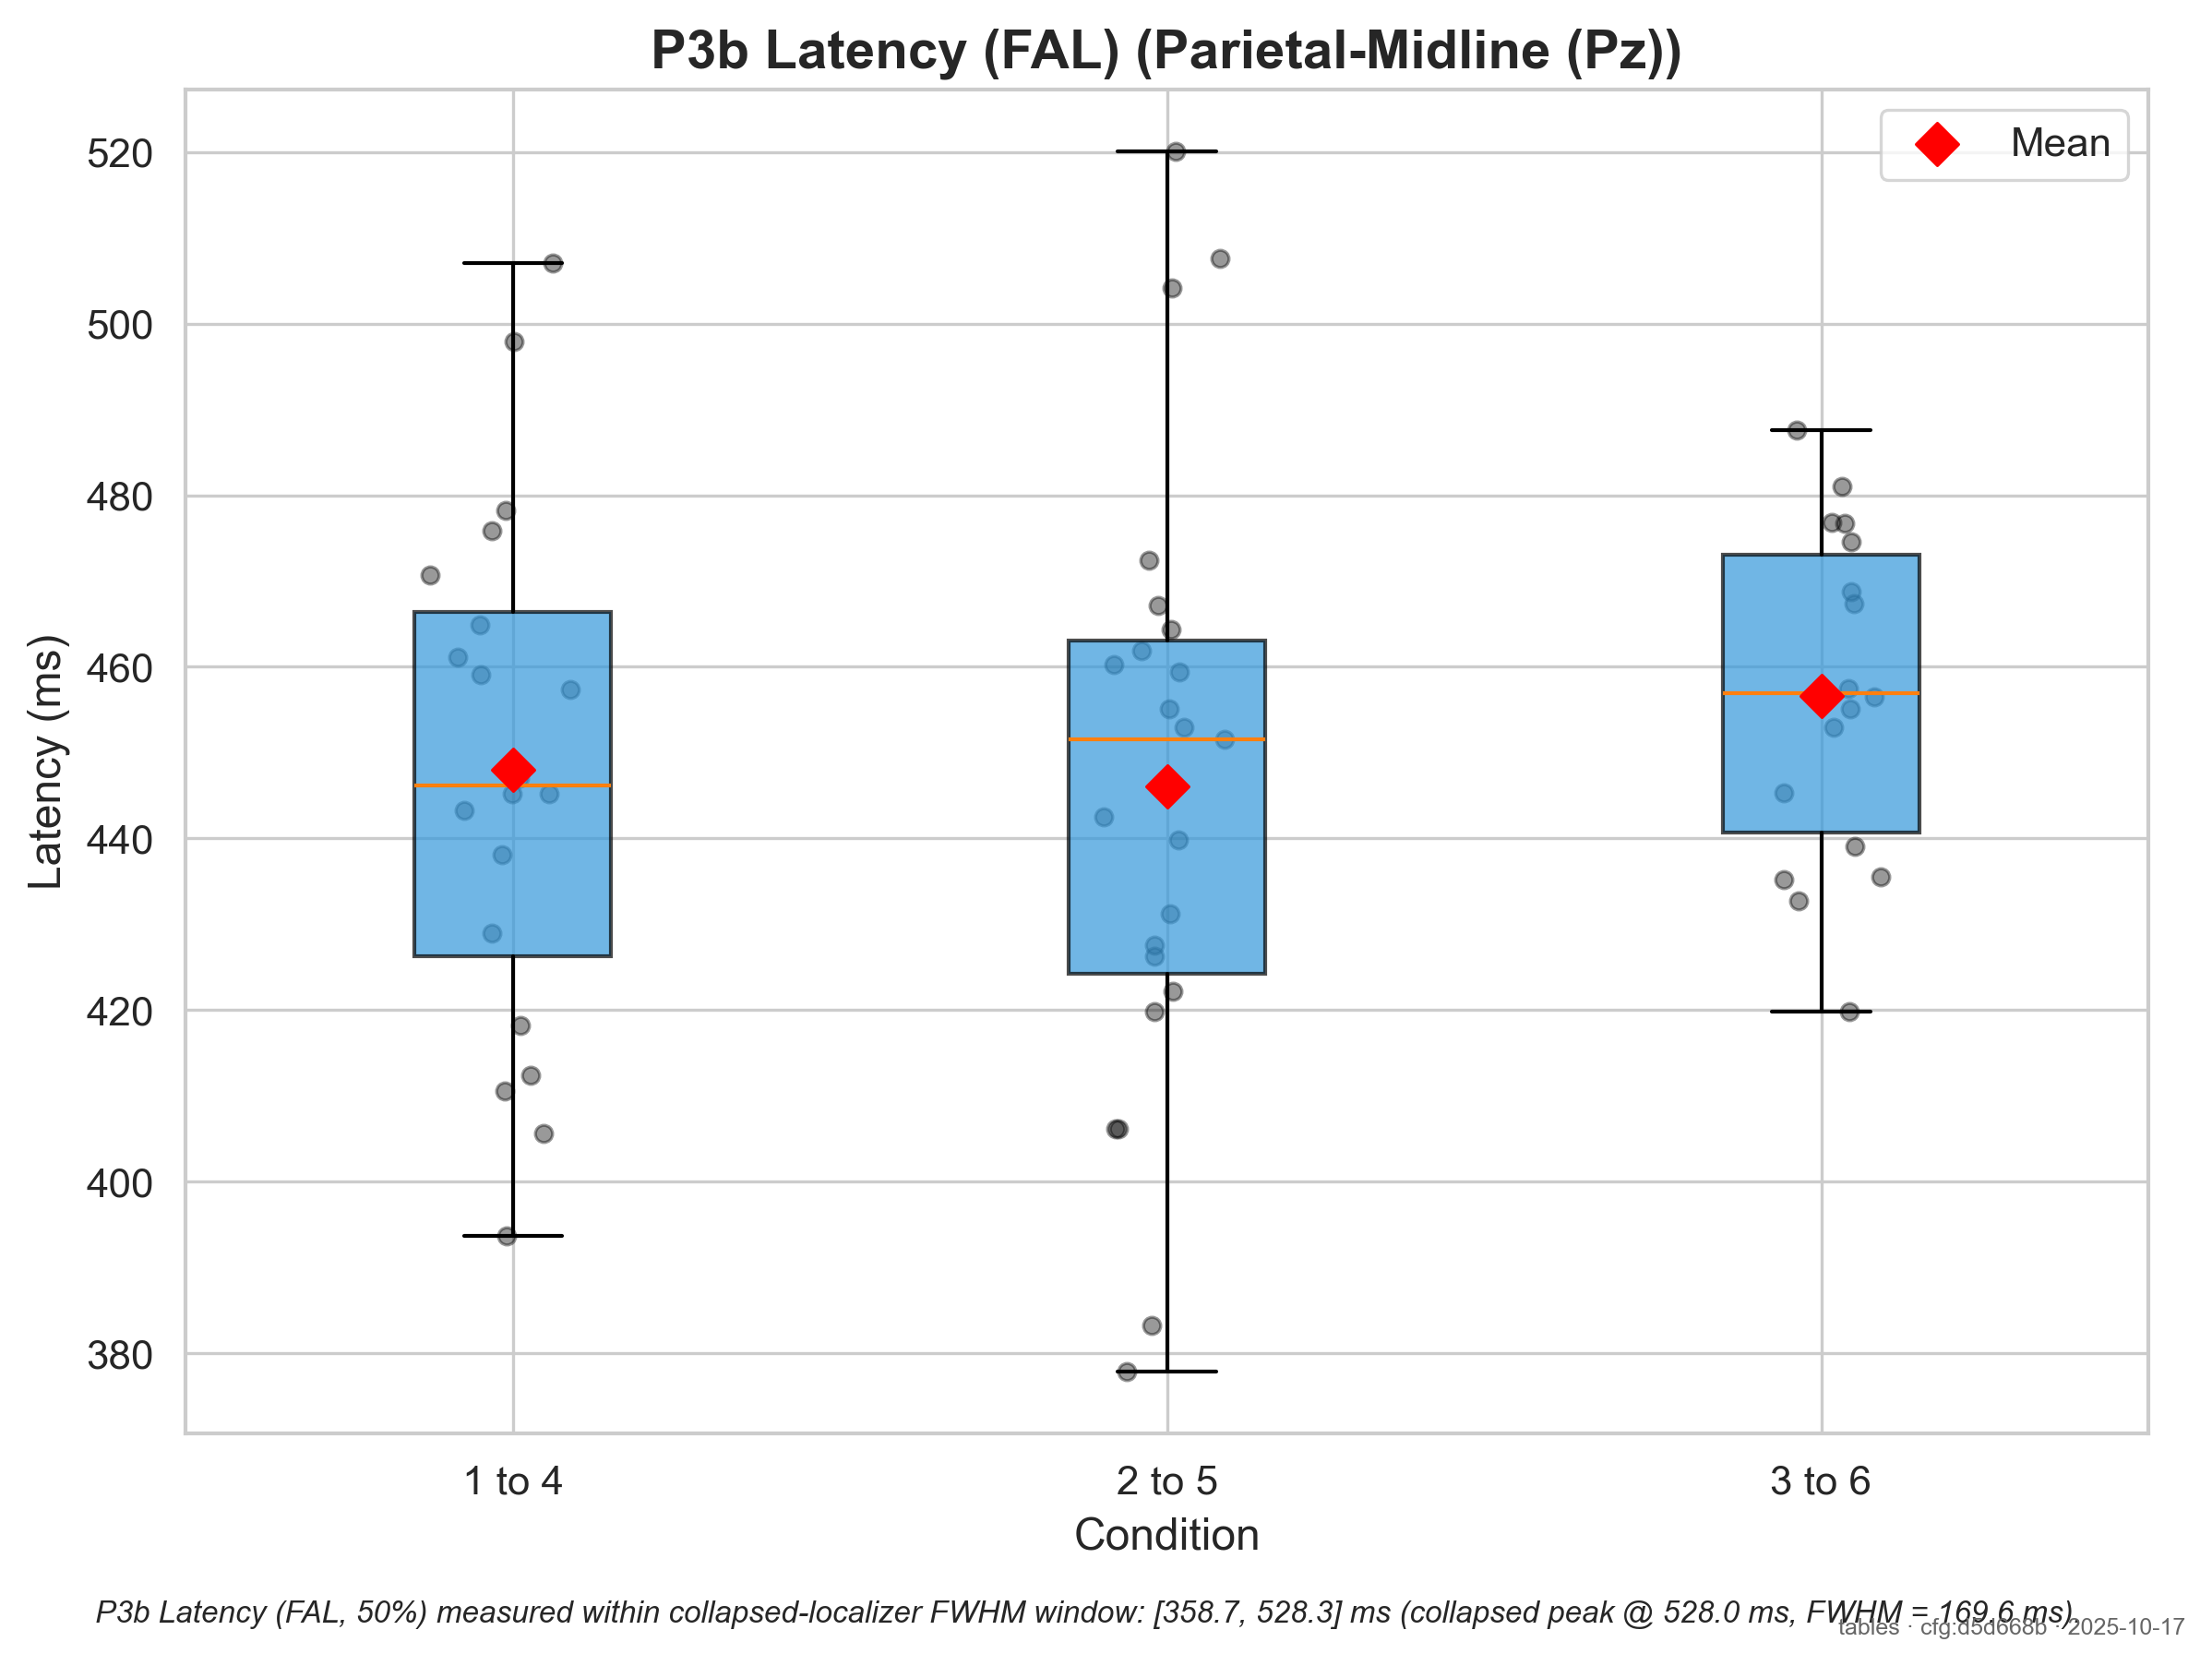 P3b Latency (FAL) (Parietal-Midline (Pz))
Mean
520
500
480
460
440
420
400
380
Latency (ms)
1 to 4
2 to 5
3 to 6
Condition
P3b Latency (FAL, 50%) measured within collapsed-localizer FWHM window: [358.7, 528.3] ms (collapsed peak @ 528.0 ms, FWHM = 169.6 ms).
tables · cfg:d5d668b · 2025-10-17